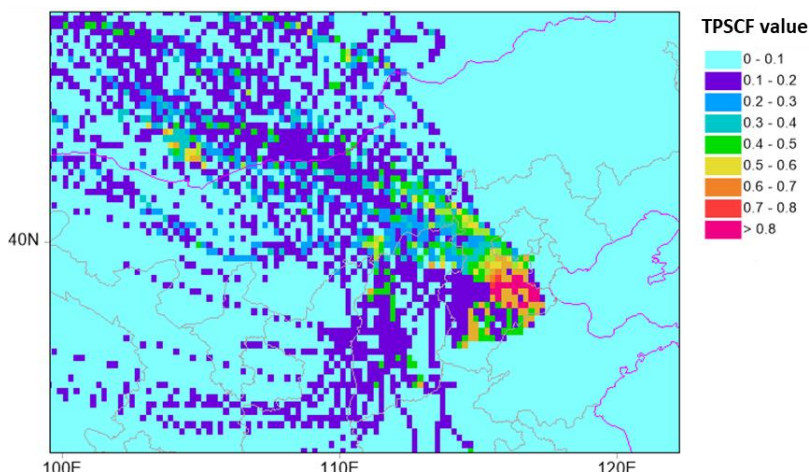 TPSCF value
0 - 0.1
0.1 - 0.2
0.2 - 0.3
0.3 - 0.4
0.4 - 0.5
0.5 - 0.6
0.6 - 0.7
0.7 - 0.8
> 0.8
40N
100E
110E
120E